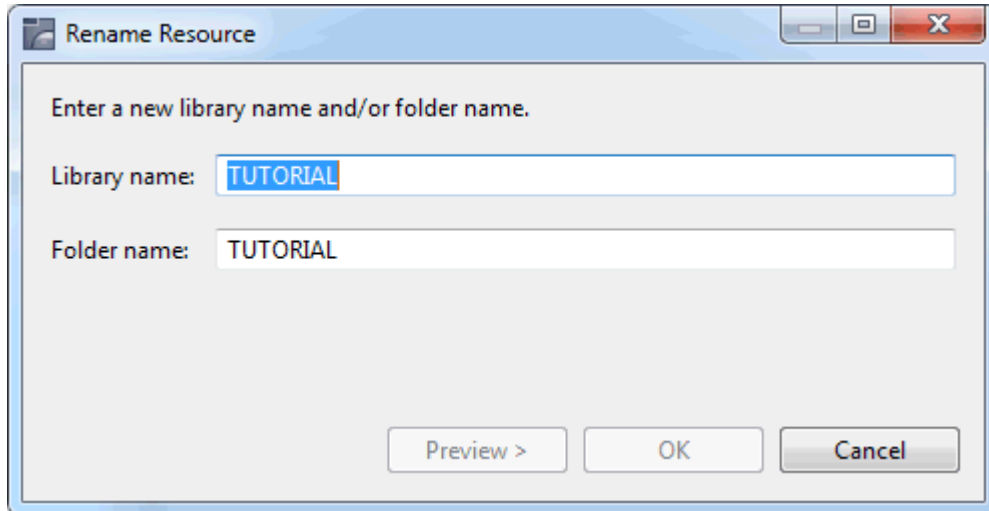 Rename Resource
Enter a new library name and/or folder name.
Library name: TUTORIAL
Folder name: TUTORIAL
Preview > OK Cancel